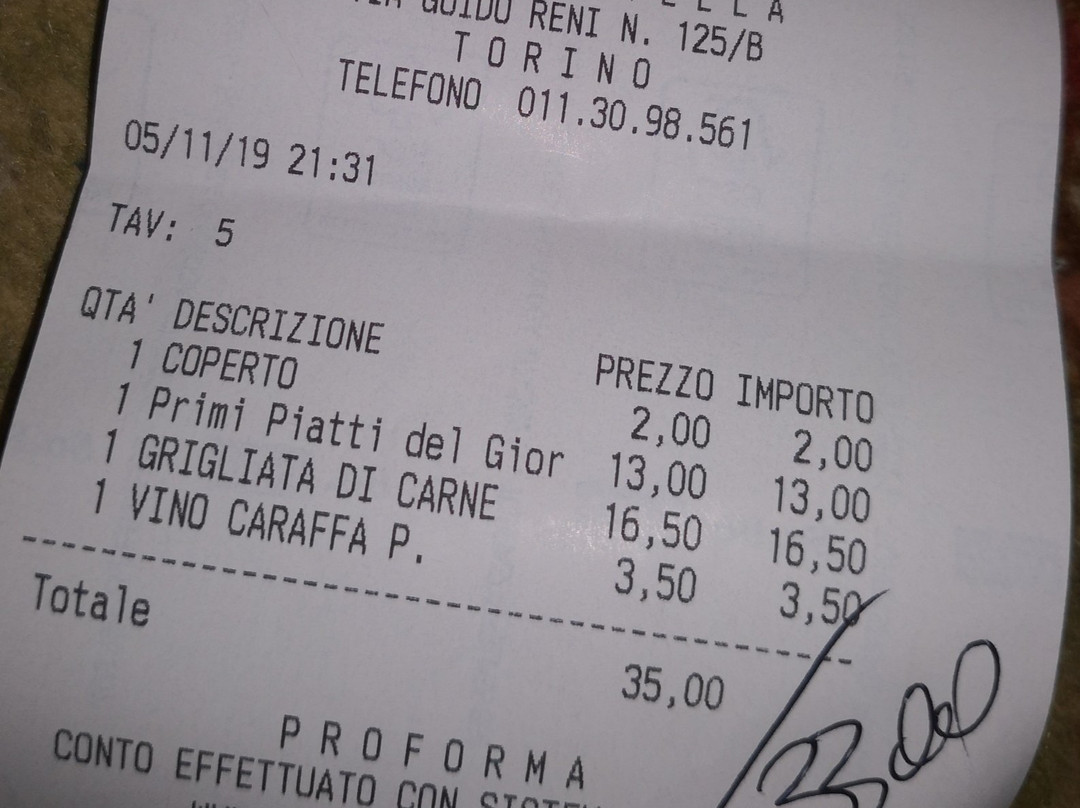 GUIDO RENI N. 125/B
T O R I N O
TELEFONO 011.30.98.561
05/11/19 21:31
TAV: 5
QTA' DESCRIZIONE PREZZO IMPORTO
1 COPERTO 2,00 2,00
1 Primi Piatti del Gior 13,00 13,00
1 GRIGLIATA DI CARNE 16,50 16,50
1 VINO CARAFFA P. 3,50 3,50
Totale 35,00
P R O F O R M A
CONTO EFFETTUATO CON